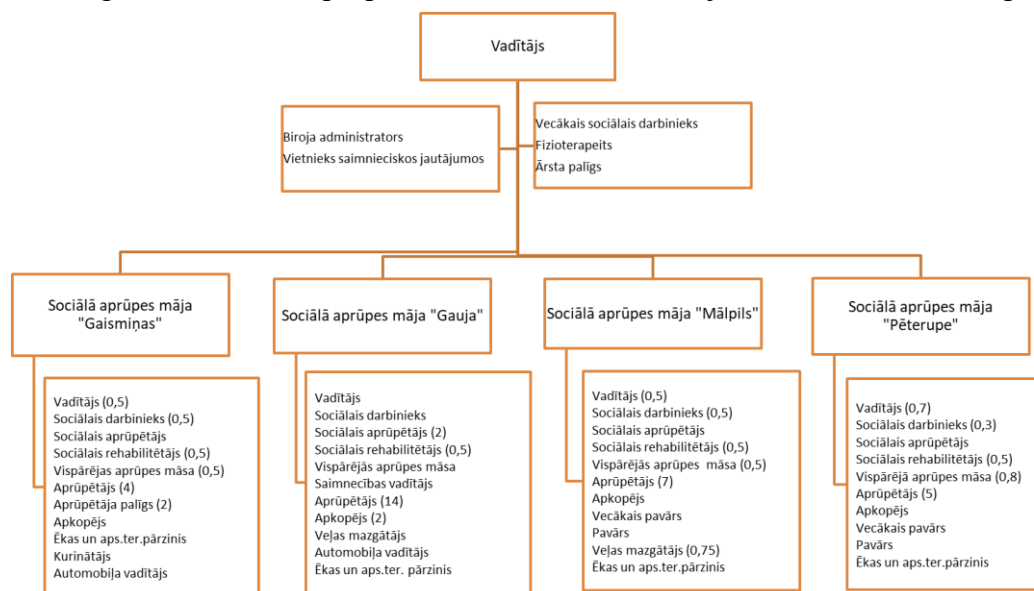 Vadītājs
Biroja administrators
Vietnieks saimnieciskos jautājumos
Vecākais sociālais darbinieks
Fizioterapeits
Ārsta palīgs
Sociālā aprūpes māja
"Gaismiņas"
Sociālā aprūpes māja "Gauja"
Sociālā aprūpes māja "Mālpils"
Sociālā aprūpes māja
"Pēterupe"
Vadītājs (0,5)
Sociālais darbinieks (0,5)
Sociālais aprūpētājs
Sociālais rehabilitētājs (0,5)
Vispārējas aprūpes māsa (0,5)
Aprūpētājs (4)
Aprūpētāja palīgs (2)
Apkopējs
Ēkas un aps.ter.pārzinis
Kurinātājs
Automobiļa vadītājs
Vadītājs
Sociālais darbinieks
Sociālais aprūpētājs (2)
Sociālais rehabilitētājs (0,5)
Vispārējās aprūpes māsa
Saimnecības vadītājs
Aprūpētājs (14)
Apkopējs (2)
Veļas mazgātājs
Automobiļa vadītājs
Ēkas un aps.ter. pārzinis
Vadītājs (0,5)
Sociālais darbinieks (0,5)
Sociālais aprūpētājs
Sociālais rehabilitētājs (0,5)
Vispārējās aprūpes māsa (0,5)
Aprūpētājs (7)
Apkopējs
Vecākais pavārs
Pavārs
Veļas mazgātājs (0,75)
Ēkas un aps.ter.pārzinis
Vadītājs (0,7)
Sociālais darbinieks (0,3)
Sociālais aprūpētājs
Sociālais rehabilitētājs (0,5)
Vispārējā aprūpes māsa (0,8)
Aprūpētājs (5)
Apkopējs
Vecākais pavārs
Pavārs
Ēkas un aps.ter.pārzinis